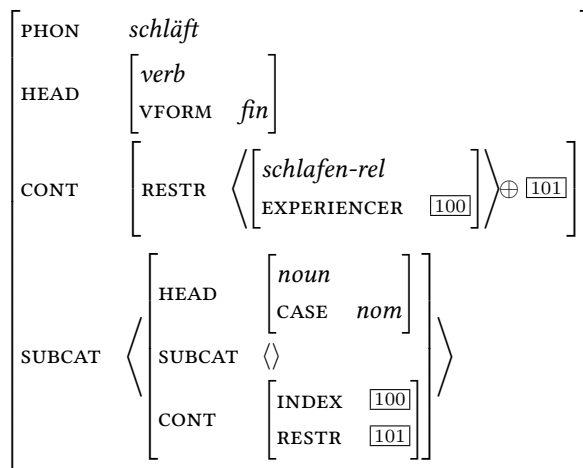 PHON schläft
HEAD verb
VFORM fin
CONT RESTR ⟨ schlafen-rel
EXPERIENCER 100 ⟩ ⊕ 101
SUBCAT ⟨ HEAD noun
CASE nom
SUBCAT ⟨⟩
CONT INDEX 100
RESTR 101 ⟩